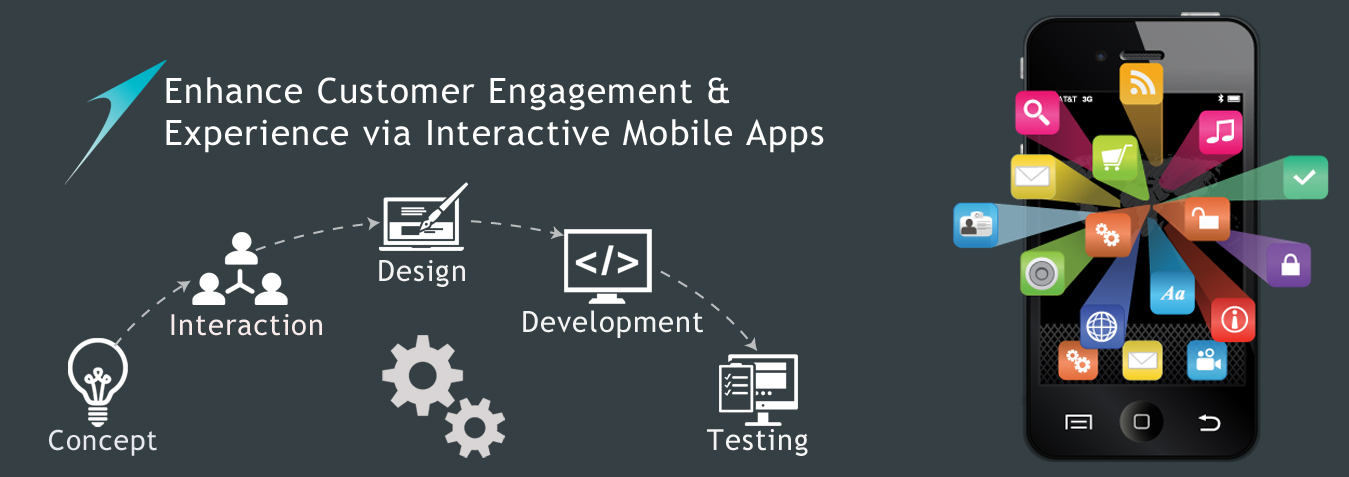 Enhance Customer Engagement &
Experience via Interactive Mobile Apps
AT&T 3G
Design
</>
Interaction
Development
Aa
Concept
Testing